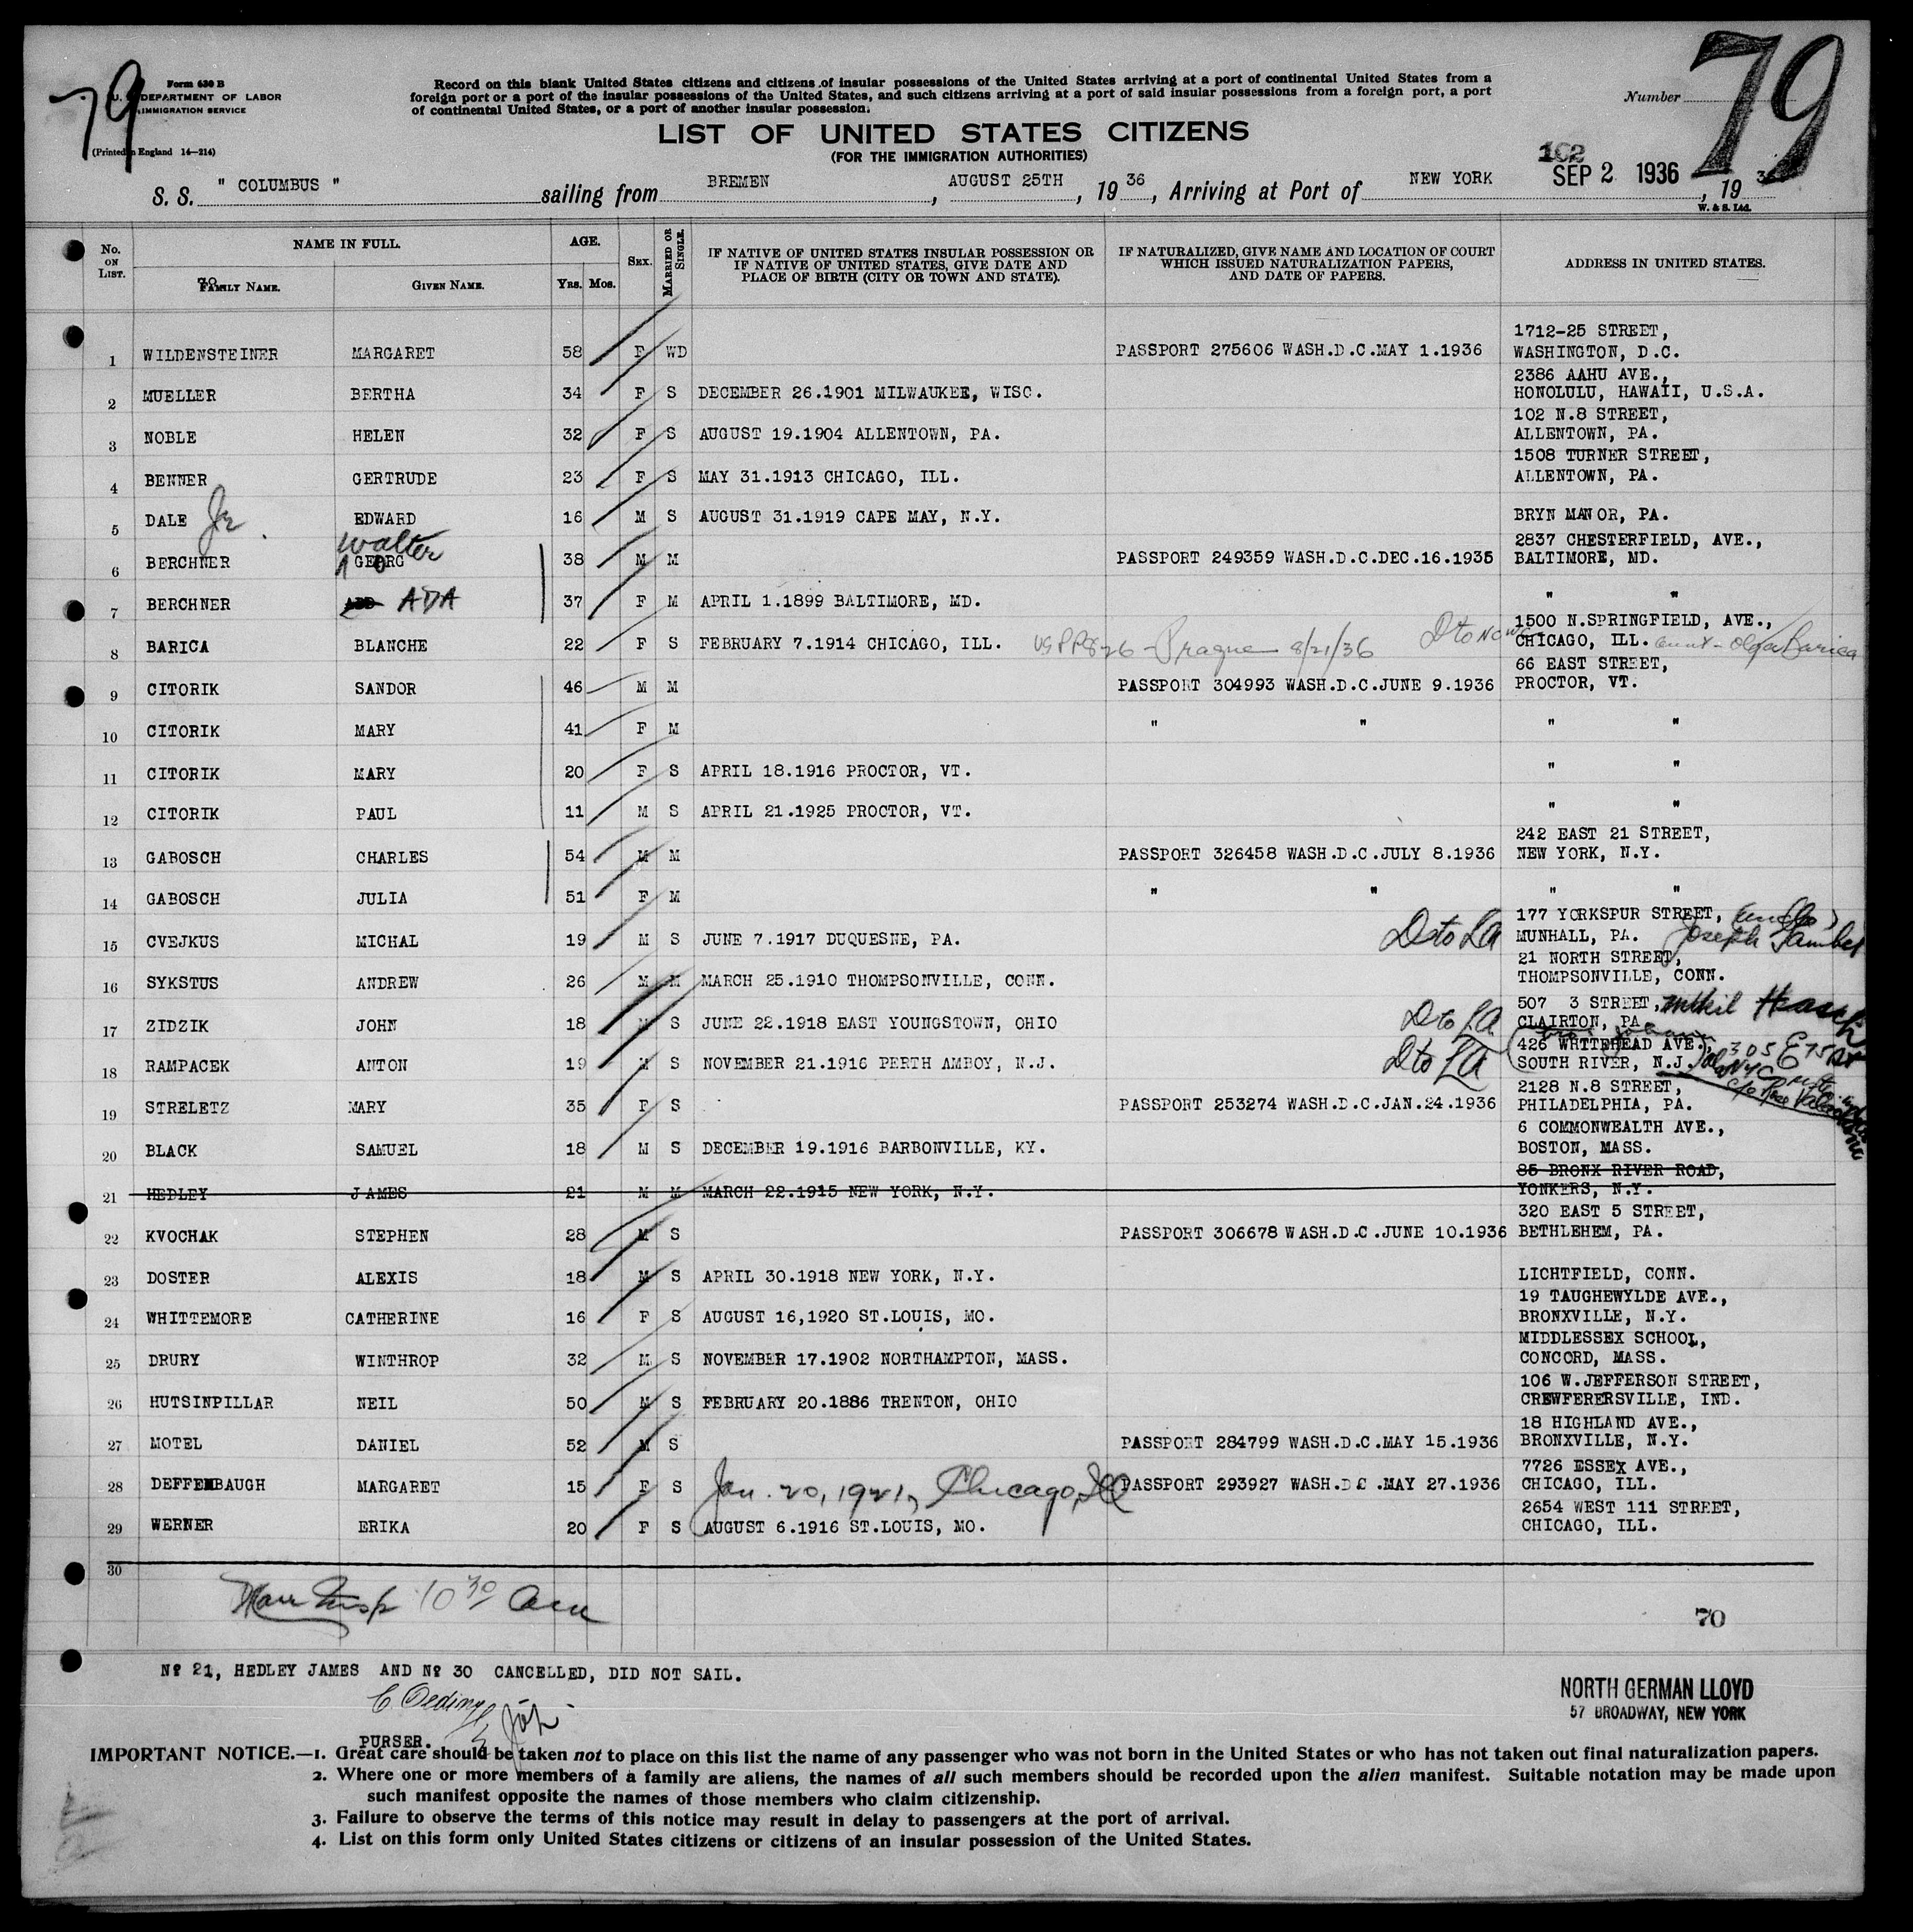 79
Form 630 B
U. S. DEPARTMENT OF LABOR
IMMIGRATION SERVICE
(Printed in England 14—214)
Record on this blank United States citizens and citizens of insular possessions of the United States arriving at a port of continental United States from a
foreign port or a port of the insular possessions of the United States, and such citizens arriving at a port of said insular possessions from a foreign port, a port
of continental United States, or a port of another insular possession.
Number 79
LIST OF UNITED STATES CITIZENS
(FOR THE IMMIGRATION AUTHORITIES)
102
S. S. " COLUMBUS " sailing from BREMEN, AUGUST 25TH, 19 36, Arriving at Port of NEW YORK SEP 2 1936, 19 36
W. & S. Ltd.
No. ON LIST. NAME IN FULL. AGE. SEX. MARRIED OR SINGLE. IF NATIVE OF UNITED STATES INSULAR POSSESSION OR IF NATIVE OF UNITED STATES, GIVE DATE AND PLACE OF BIRTH (CITY OR TOWN AND STATE). IF NATURALIZED, GIVE NAME AND LOCATION OF COURT WHICH ISSUED NATURALIZATION PAPERS, AND DATE OF PAPERS. ADDRESS IN UNITED STATES.
70
FAMILY NAME. GIVEN NAME. Yrs. Mos.
1712-25 STREET,
1 WILDENSTEINER MARGARET 58 F WD PASSPORT 275606 WASH.D.C.MAY 1.1936 WASHINGTON, D.C.
2386 AAHU AVE.,
2 MUELLER BERTHA 34 F S DECEMBER 26.1901 MILWAUKEE, WISC. HONOLULU, HAWAII, U.S.A.
102 N.8 STREET,
3 NOBLE HELEN 32 F S AUGUST 19.1904 ALLENTOWN, PA. ALLENTOWN, PA.
1508 TURNER STREET,
4 BENNER GERTRUDE 23 F S MAY 31.1913 CHICAGO, ILL. ALLENTOWN, PA.
5 DALE Jr. EDWARD 16 M S AUGUST 31.1919 CAPE MAY, N.Y. BRYN MANOR, PA.
Walter
2837 CHESTERFIELD, AVE.,
6 BERCHNER GEORG 38 M M PASSPORT 249359 WASH.D.C.DEC.16.1935 BALTIMORE, MD.
7 BERCHNER ADA 37 F M APRIL 1.1899 BALTIMORE, MD. " "
1500 N.SPRINGFIELD, AVE.,
8 BARICA BLANCHE 22 F S FEBRUARY 7.1914 CHICAGO, ILL. Prague 8/21/36 CHICAGO, ILL. aunt - Olga Barica
66 EAST STREET,
9 CITORIK SANDOR 46 M M PASSPORT 304993 WASH.D.C.JUNE 9.1936 PROCTOR, VT.
10 CITORIK MARY 41 F M " " " "
11 CITORIK MARY 20 F S APRIL 18.1916 PROCTOR, VT. " "
12 CITORIK PAUL 11 M S APRIL 21.1925 PROCTOR, VT. " "
242 EAST 21 STREET,
13 GABOSCH CHARLES 54 M M PASSPORT 326458 WASH.D.C.JULY 8.1936 NEW YORK, N.Y.
14 GABOSCH JULIA 51 F M " " " "
177 YORKSPUR STREET,
15 CVEJKUS MICHAL 19 M S JUNE 7.1917 DUQUESNE, PA. D to La MUNHALL, PA. Joseph
21 NORTH STREET,
16 SYKSTUS ANDREW 26 M M MARCH 25.1910 THOMPSONVILLE, CONN. THOMPSONVILLE, CONN.
507 3 STREET,
17 ZIDZIK JOHN 18 M S JUNE 22.1918 EAST YOUNGSTOWN, OHIO D to La CLAIRTON, PA.
426 WHITEHEAD AVE., 305 E 75 St
18 RAMPACEK ANTON 19 M S NOVEMBER 21.1916 PERTH AMBOY, N.J. D to La SOUTH RIVER, N.J.
2128 N.8 STREET,
19 STRELETZ MARY 35 F S PASSPORT 253274 WASH.D.C.JAN.24.1936 PHILADELPHIA, PA.
6 COMMONWEALTH AVE.,
20 BLACK SAMUEL 18 M S DECEMBER 19.1916 BARBONVILLE, KY. BOSTON, MASS.
85 BRONX RIVER ROAD,
21 HEDLEY JAMES 21 M M MARCH 22.1915 NEW YORK, N.Y. YONKERS, N.Y.
320 EAST 5 STREET,
22 KVOCHAK STEPHEN 28 M S PASSPORT 306678 WASH.D.C.JUNE 10.1936 BETHLEHEM, PA.
23 DOSTER ALEXIS 18 M S APRIL 30.1918 NEW YORK, N.Y. LICHTFIELD, CONN.
19 TAUGHEWYLDE AVE.,
24 WHITTEMORE CATHERINE 16 F S AUGUST 16,1920 ST.LOUIS, MO. BRONXVILLE, N.Y.
MIDDLESSEX SCHOOL,
25 DRURY WINTHROP 32 M S NOVEMBER 17.1902 NORTHAMPTON, MASS. CONCORD, MASS.
106 W.JEFFERSON STREET,
26 HUTSINPILLAR NEIL 50 M S FEBRUARY 20.1886 TRENTON, OHIO CREWFERERSVILLE, IND.
18 HIGHLAND AVE.,
27 MOTEL DANIEL 52 M S PASSPORT 284799 WASH.D.C.MAY 15.1936 BRONXVILLE, N.Y.
7726 ESSEX AVE.,
28 DEFFEMBAUGH MARGARET 15 F S Jan. 20, 1921, Chicago, Ill PASSPORT 293927 WASH.D.C.MAY 27.1936 CHICAGO, ILL.
2654 WEST 111 STREET,
29 WERNER ERIKA 20 F S AUGUST 6.1916 ST.LOUIS, MO. CHICAGO, ILL.
30
Insp 10 30 am
70
Nº 21, HEDLEY JAMES AND Nº 30 CANCELLED, DID NOT SAIL.
NORTH GERMAN LLOYD
57 BROADWAY, NEW YORK
PURSER.
IMPORTANT NOTICE.—1. Great care should be taken not to place on this list the name of any passenger who was not born in the United States or who has not taken out final naturalization papers.
2. Where one or more members of a family are aliens, the names of all such members should be recorded upon the alien manifest. Suitable notation may be made upon
such manifest opposite the names of those members who claim citizenship.
3. Failure to observe the terms of this notice may result in delay to passengers at the port of arrival.
4. List on this form only United States citizens or citizens of an insular possession of the United States.